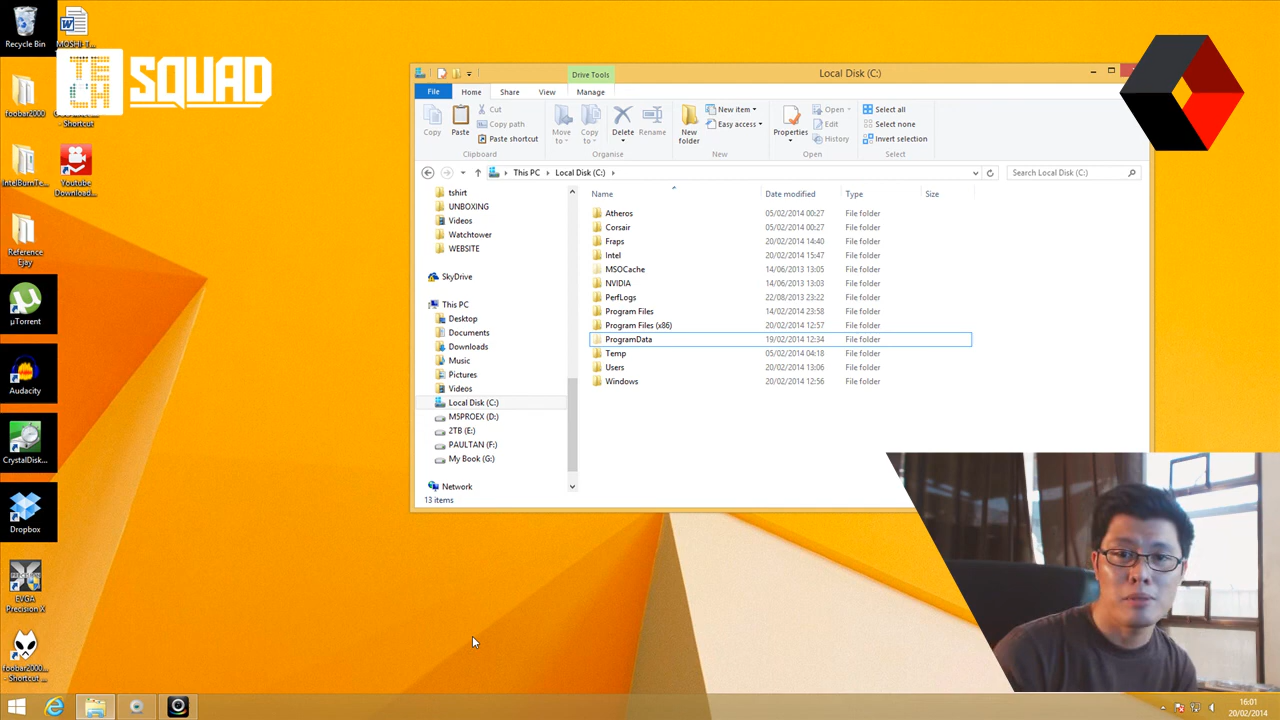 Recycle Bin
MOSHI-T...
foobar2000
- Shortcut
IntelBurnTe...
Youtube
Download...
Reference
Ejay
µTorrent
Audacity
CrystalDisk...
Dropbox
EVGA
Precision X
foobar2000...
- Shortcut
TECH
SQUAD
Drive Tools
Local Disk (C:)
File
Home
Share
View
Manage
Copy
Paste
Cut
Copy path
Paste shortcut
Clipboard
Move
to
Copy
to
Delete
Rename
Organise
New
folder
New item
Easy access
New
Properties
Open
Edit
History
Open
Select all
Select none
Invert selection
Select
This PC
Local Disk (C:)
Search Local Disk (C:)
tshirt
UNBOXING
Videos
Watchtower
WEBSITE
SkyDrive
This PC
Desktop
Documents
Downloads
Music
Pictures
Videos
Local Disk (C:)
M5PROEX (D:)
2TB (E:)
PAULTAN (F:)
My Book (G:)
Network
13 items
Name Date modified Type Size
Atheros 05/02/2014 00:27 File folder
Corsair 05/02/2014 00:27 File folder
Fraps 20/02/2014 14:40 File folder
Intel 20/02/2014 15:47 File folder
MSOCache 14/06/2013 13:05 File folder
NVIDIA 14/06/2013 13:03 File folder
PerfLogs 22/08/2013 23:22 File folder
Program Files 14/02/2014 23:58 File folder
Program Files (x86) 20/02/2014 12:57 File folder
ProgramData 19/02/2014 12:34 File folder
Temp 05/02/2014 04:18 File folder
Users 20/02/2014 13:06 File folder
Windows 20/02/2014 12:56 File folder
16:01
20/02/2014